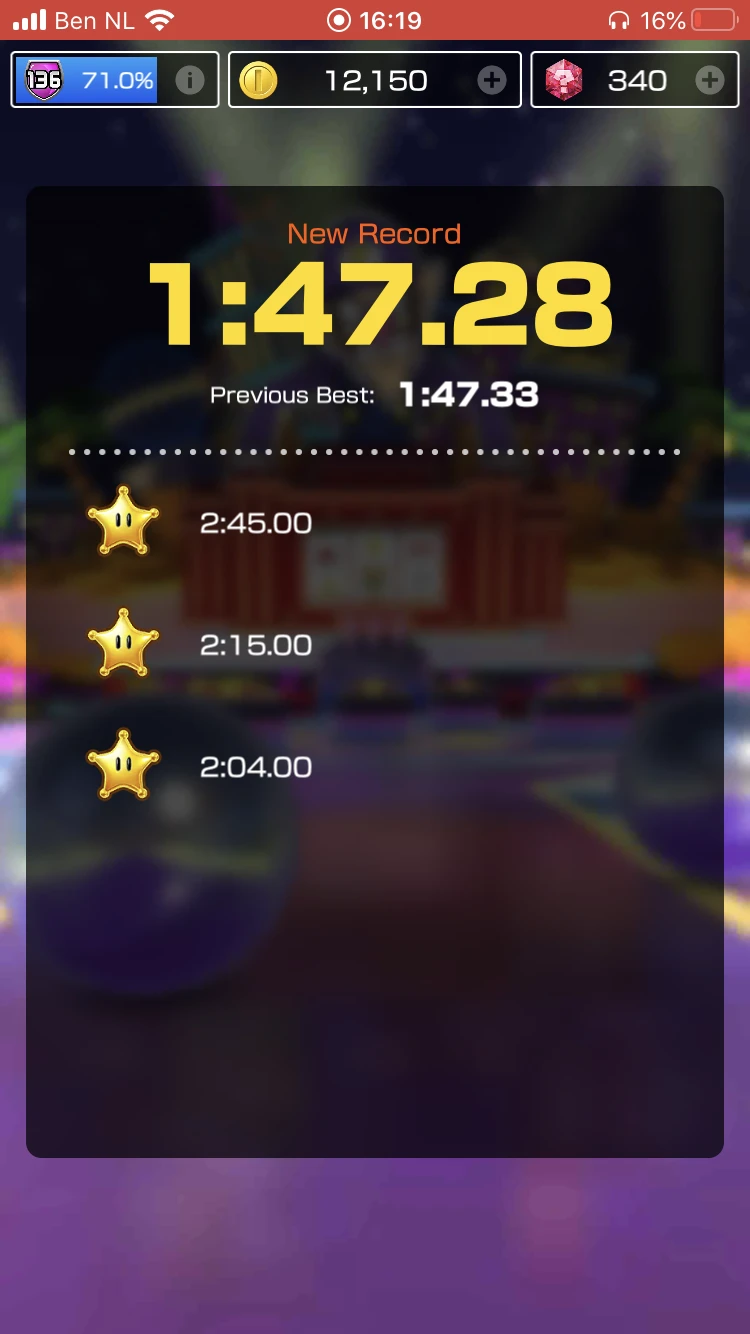 Ben NL 16:19 16%
136 71.0% i 12,150 + 340 +
New Record
1:47.28
Previous Best: 1:47.33
2:45.00
2:15.00
2:04.00